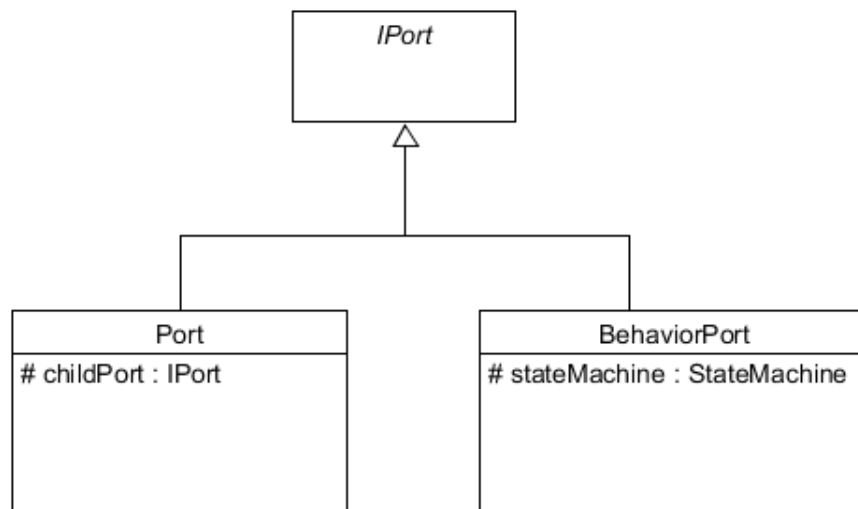 IPort
Port
# childPort : IPort
BehaviorPort
# stateMachine : StateMachine